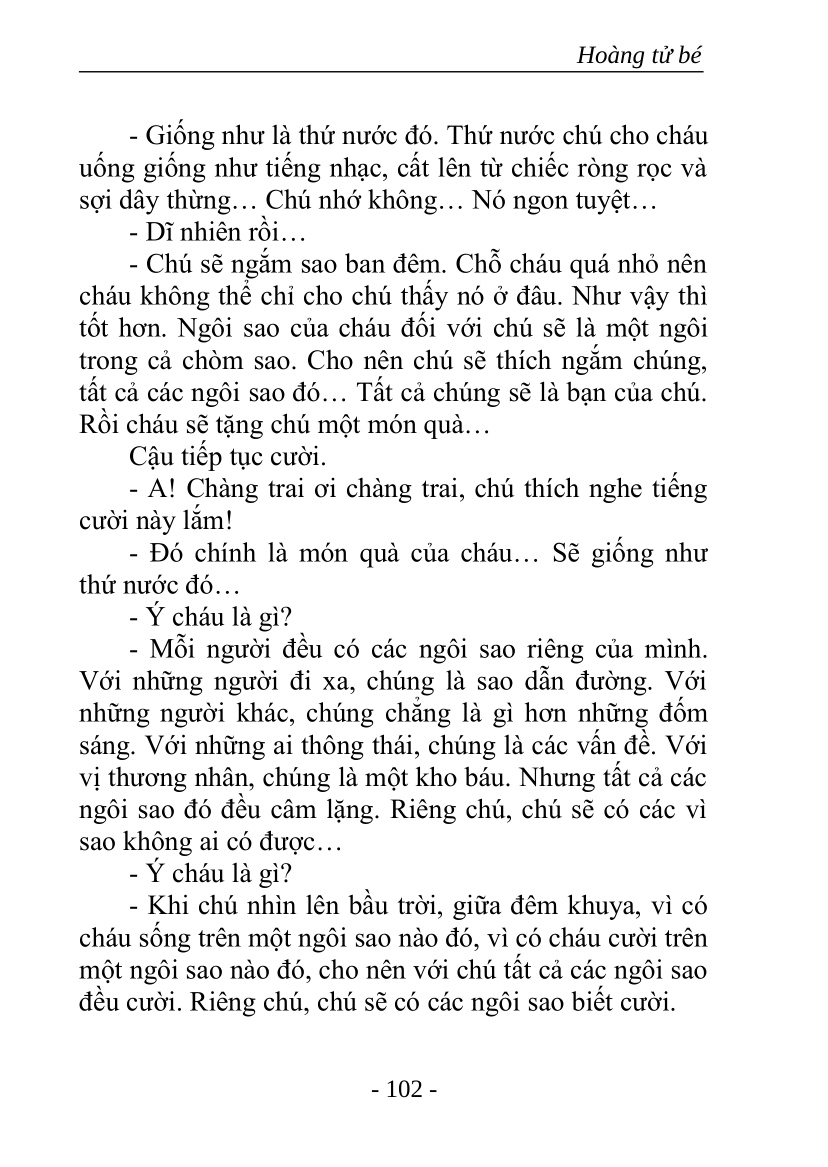 Hoàng tử bé
- Giống như là thứ nước đó. Thứ nước chú cho cháu
uống giống như tiếng nhạc, cất lên từ chiếc ròng rọc và
sợi dây thừng… Chú nhớ không… Nó ngon tuyệt…
- Dĩ nhiên rồi…
- Chú sẽ ngắm sao ban đêm. Chỗ cháu quá nhỏ nên
cháu không thể chỉ cho chú thấy nó ở đâu. Như vậy thì
tốt hơn. Ngôi sao của cháu đối với chú sẽ là một ngôi
trong cả chòm sao. Cho nên chú sẽ thích ngắm chúng,
tất cả các ngôi sao đó… Tất cả chúng sẽ là bạn của chú.
Rồi cháu sẽ tặng chú một món quà…
Cậu tiếp tục cười.
- A! Chàng trai ơi chàng trai, chú thích nghe tiếng
cười này lắm!
- Đó chính là món quà của cháu… Sẽ giống như
thứ nước đó…
- Ý cháu là gì?
- Mỗi người đều có các ngôi sao riêng của mình.
Với những người đi xa, chúng là sao dẫn đường. Với
những người khác, chúng chẳng là gì hơn những đốm
sáng. Với những ai thông thái, chúng là các vấn đề. Với
vị thương nhân, chúng là một kho báu. Nhưng tất cả các
ngôi sao đó đều câm lặng. Riêng chú, chú sẽ có các vì
sao không ai có được…
- Ý cháu là gì?
- Khi chú nhìn lên bầu trời, giữa đêm khuya, vì có
cháu sống trên một ngôi sao nào đó, vì có cháu cười trên
một ngôi sao nào đó, cho nên với chú tất cả các ngôi sao
đều cười. Riêng chú, chú sẽ có các ngôi sao biết cười.
- 102 -